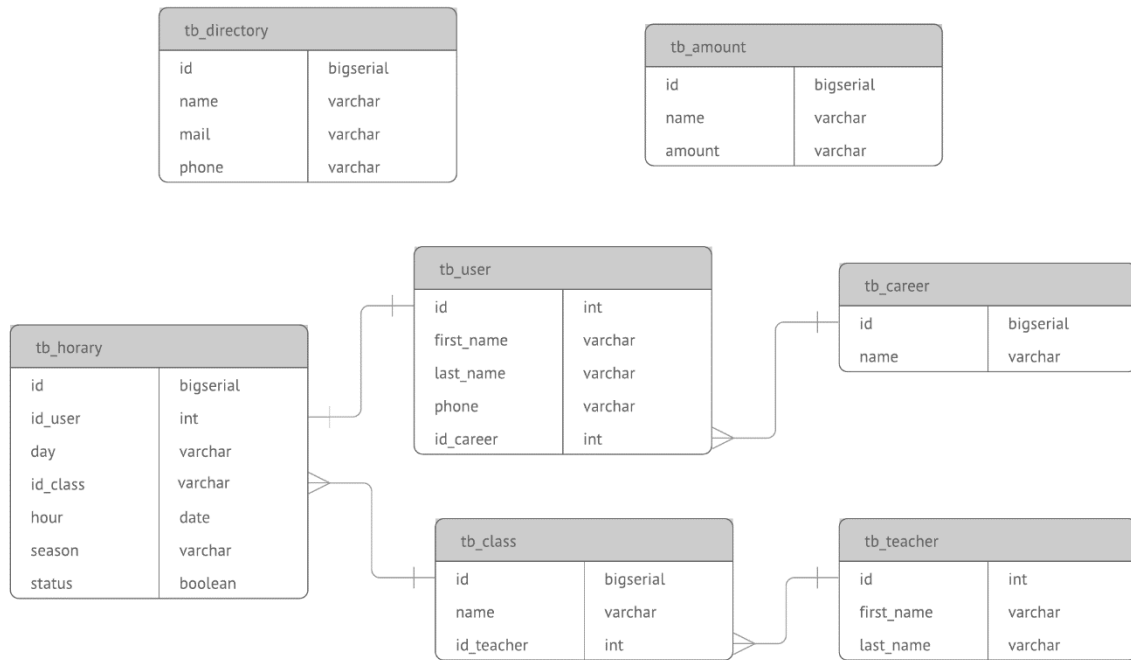 tb_directory
id bigserial
name varchar
mail varchar
phone varchar
tb_amount
id bigserial
name varchar
amount varchar
tb_user
id int
first_name varchar
last_name varchar
phone varchar
id_career int
tb_career
id bigserial
name varchar
tb_horary
id bigserial
id_user int
day varchar
id_class varchar
hour date
season varchar
status boolean
tb_class
id bigserial
name varchar
id_teacher int
tb_teacher
id int
first_name varchar
last_name varchar